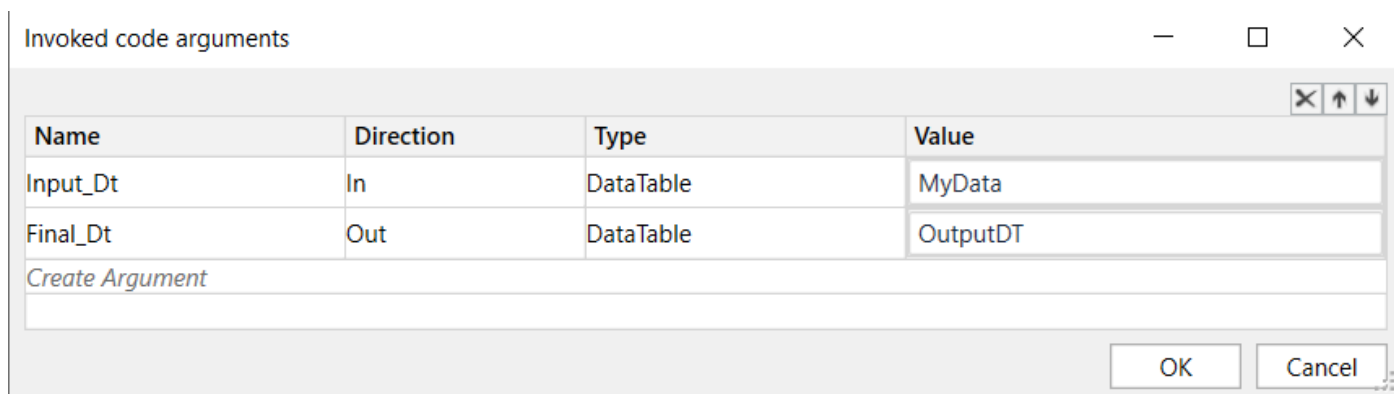 Invoked code arguments
Name Direction Type Value
Input_Dt In DataTable MyData
Final_Dt Out DataTable OutputDT
Create Argument
OK Cancel